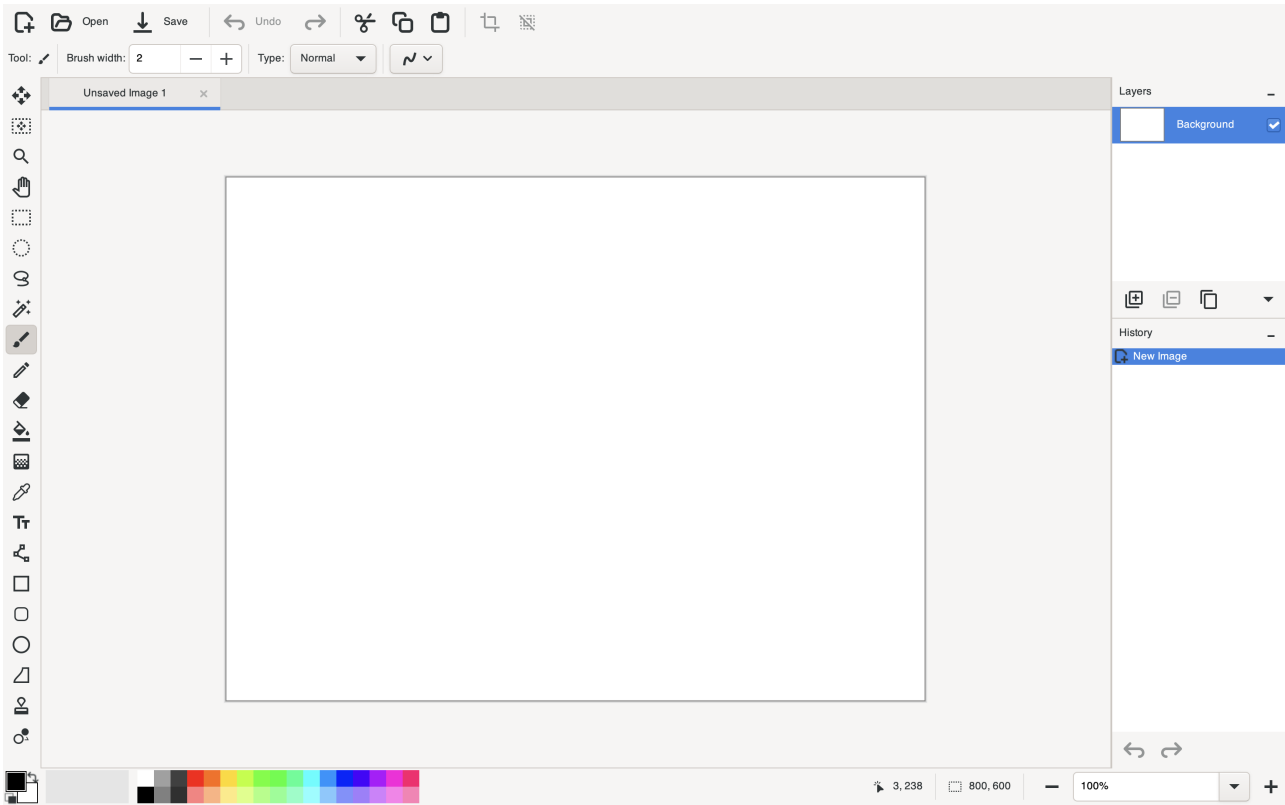 Open Save Undo
Tool: Brush width: 2 Type: Normal
Unsaved Image 1
Layers
Background
History
New Image
Tт
3, 238 800, 600 100%